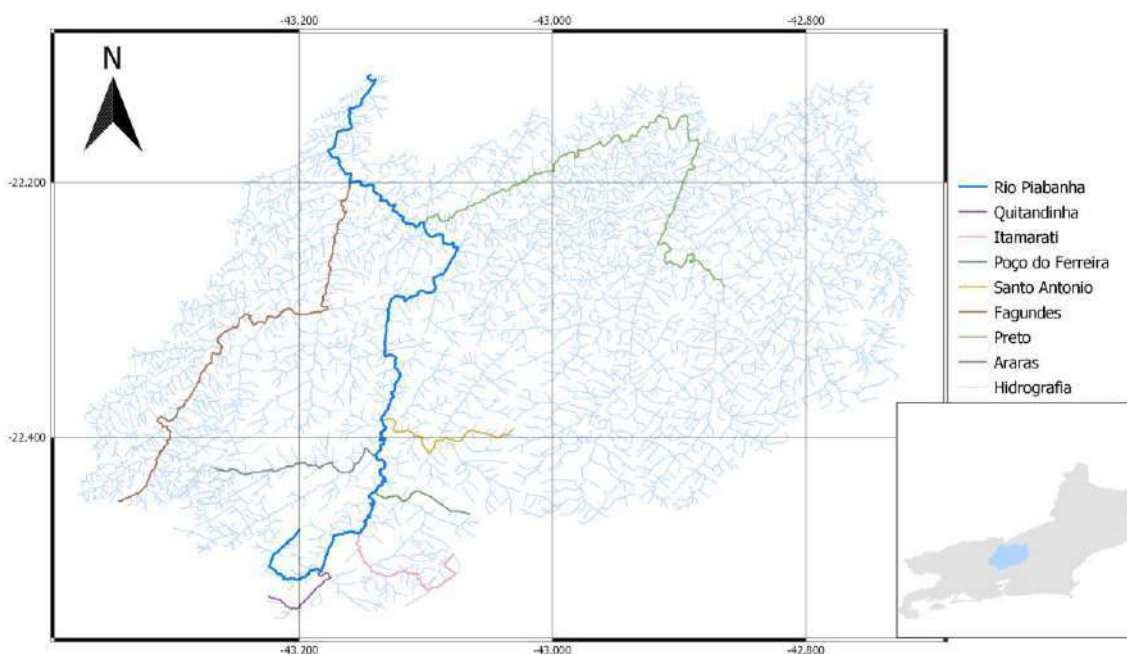 -43.200 -43.000 -42.800
N
-22.200
-22.400
Rio Piabanha
Quitandinha
Itamarati
Poço do Ferreira
Santo Antonio
Fagundes
Preto
Araras
Hidrografia
-43.200 -43.000 -42.800